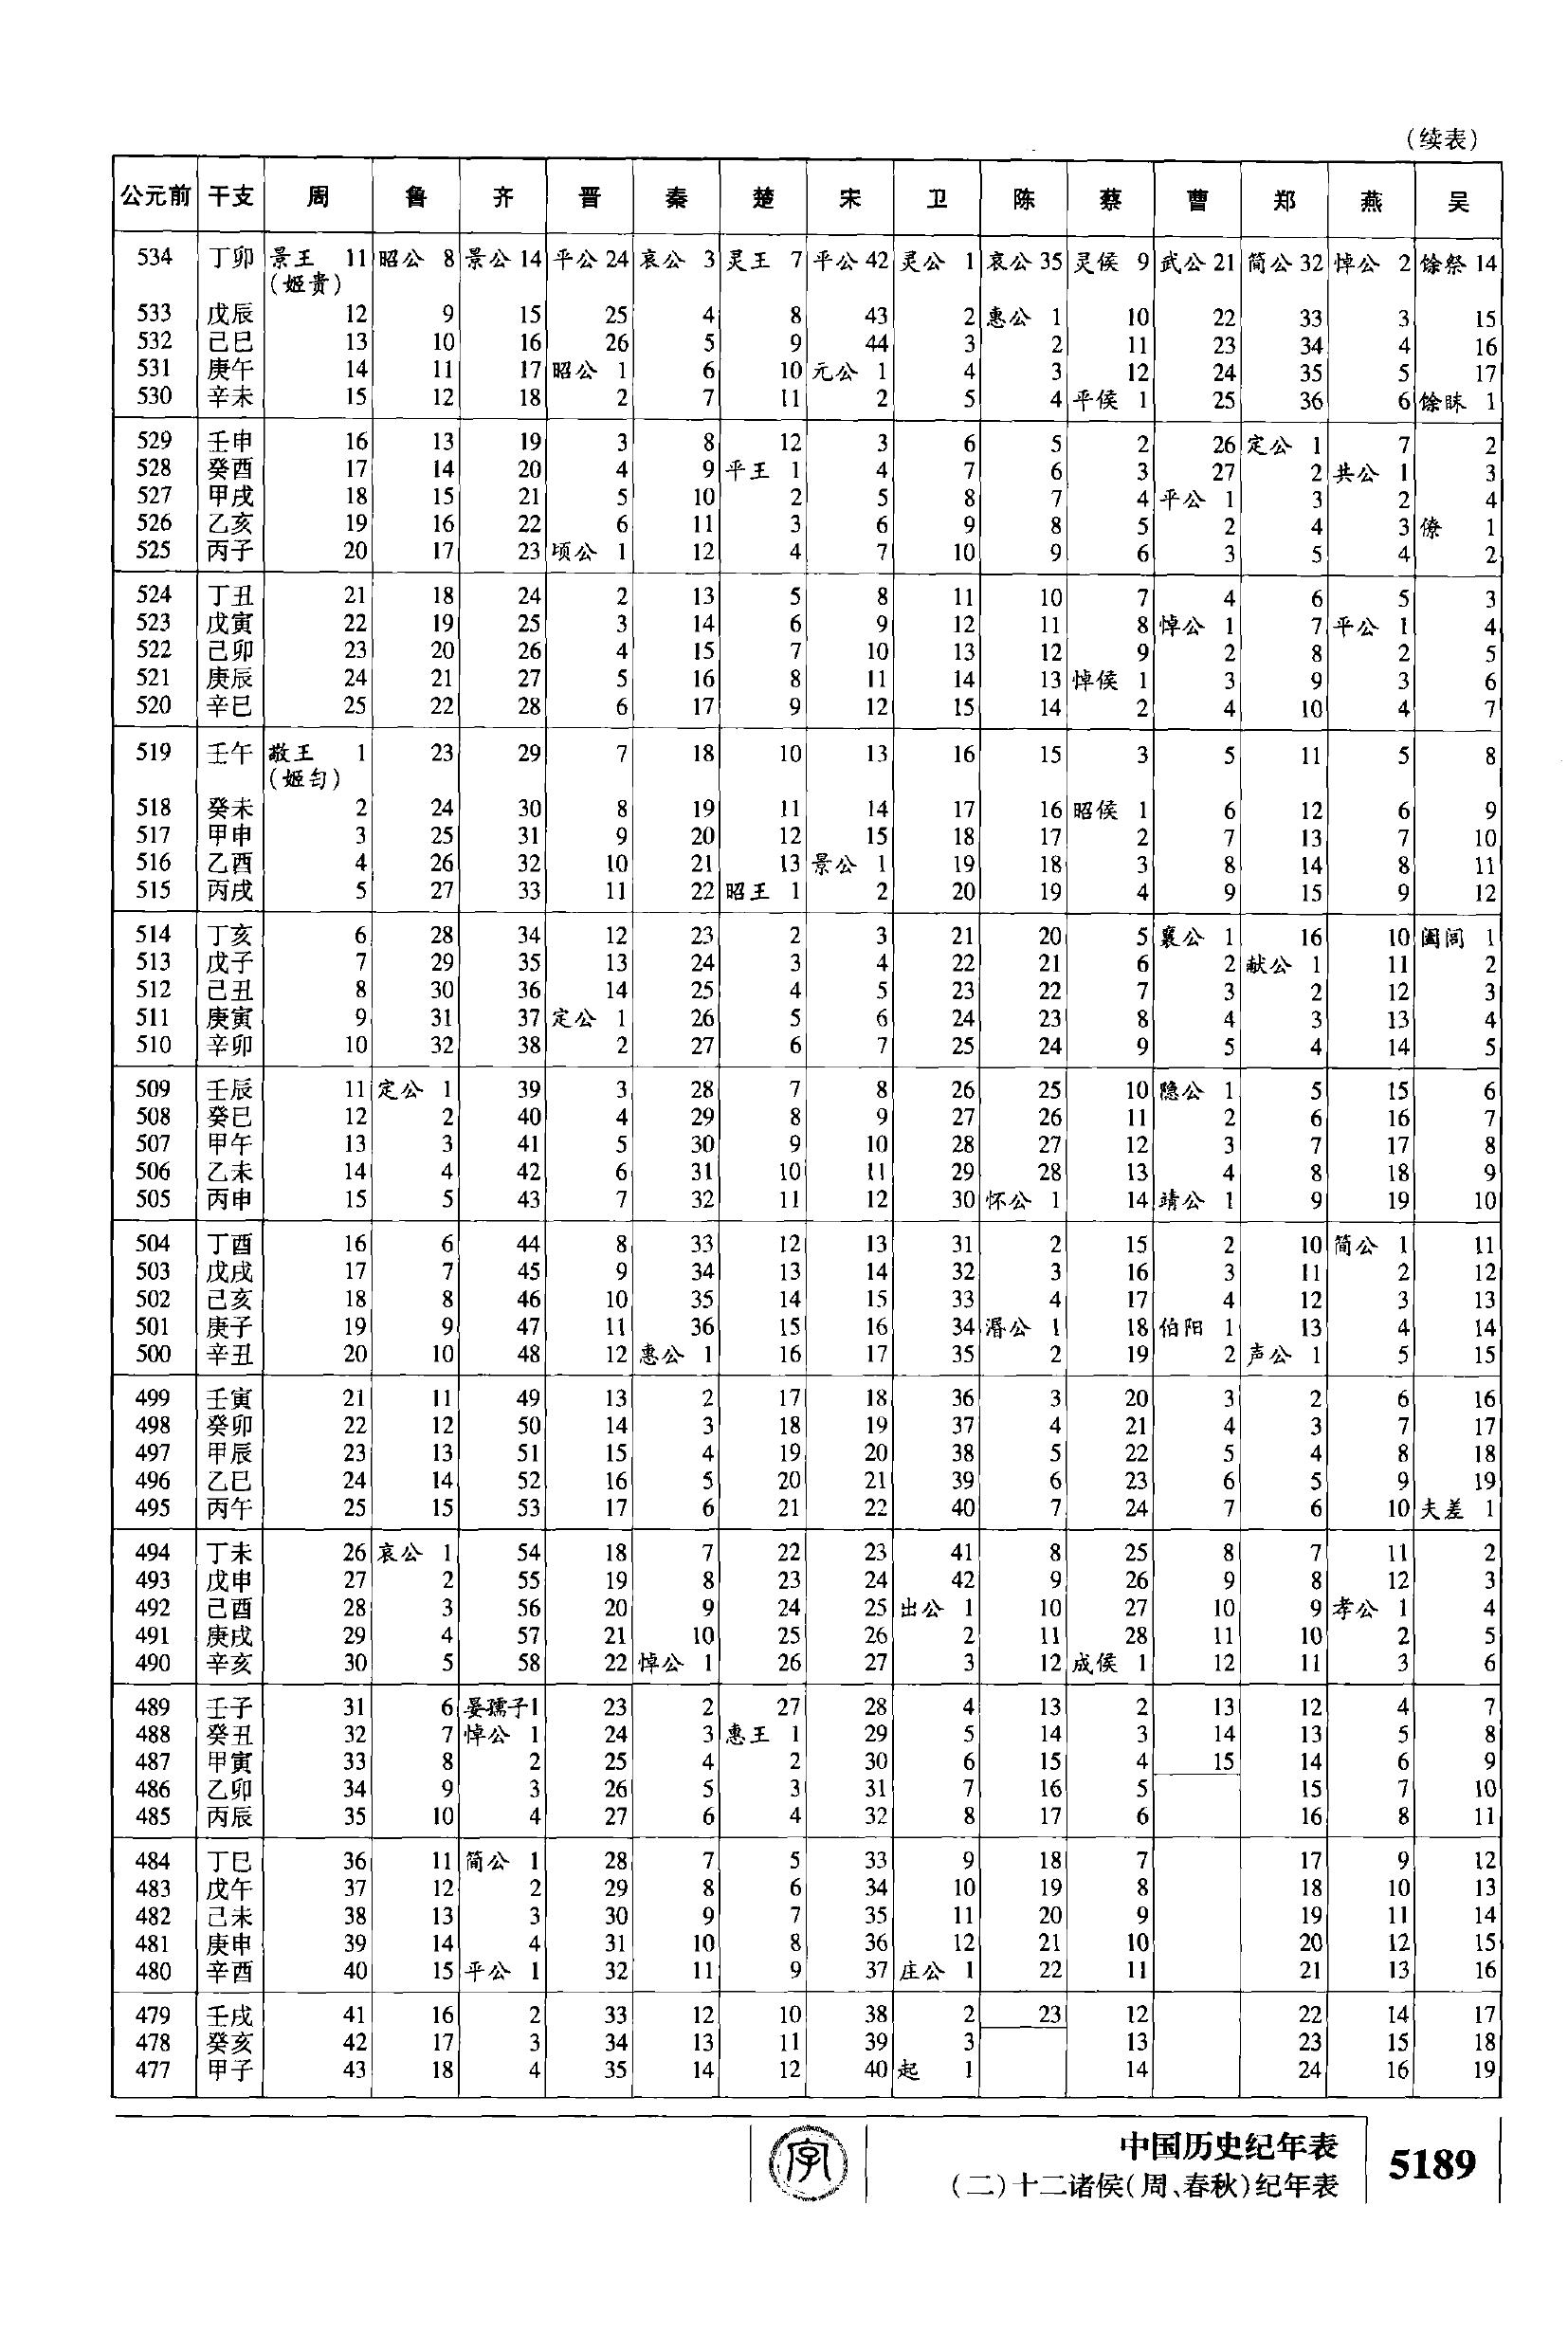 （续表）
公元前 干支 周 鲁 齐 晋 秦 楚 宋 卫 陈 蔡 曹 郑 燕 吴
534 丁卯 景王 11 昭公 8 景公 14 平公 24 哀公 3 灵王 7 平公 42 灵公 1 哀公 35 灵侯 9 武公 21 简公 32 悼公 2 馀祭 14
（姬贵）
533 戊辰 12 9 15 25 4 8 43 2 惠公 1 10 22 33 3 15
532 己巳 13 10 16 26 5 9 44 3 2 11 23 34 4 16
531 庚午 14 11 17 昭公 1 6 10 元公 1 4 3 12 24 35 5 17
530 辛未 15 12 18 2 7 11 2 5 4 平侯 1 25 36 6 馀眛 1
529 壬申 16 13 19 3 8 12 3 6 5 2 26 定公 1 7 2
528 癸酉 17 14 20 4 9 平王 1 4 7 6 3 27 2 共公 1 3
527 甲戌 18 15 21 5 10 2 5 8 7 4 平公 1 3 2 4
526 乙亥 19 16 22 6 11 3 6 9 8 5 2 4 3 僚 1
525 丙子 20 17 23 顷公 1 12 4 7 10 9 6 3 5 4 2
524 丁丑 21 18 24 2 13 5 8 11 10 7 4 6 5 3
523 戊寅 22 19 25 3 14 6 9 12 11 8 悼公 1 7 平公 1 4
522 己卯 23 20 26 4 15 7 10 13 12 9 2 8 2 5
521 庚辰 24 21 27 5 16 8 11 14 13 悼侯 1 3 9 3 6
520 辛巳 25 22 28 6 17 9 12 15 14 2 4 10 4 7
519 壬午 敬王 1 23 29 7 18 10 13 16 15 3 5 11 5 8
（姬匄）
518 癸未 2 24 30 8 19 11 14 17 16 昭侯 1 6 12 6 9
517 甲申 3 25 31 9 20 12 15 18 17 2 7 13 7 10
516 乙酉 4 26 32 10 21 13 景公 1 19 18 3 8 14 8 11
515 丙戌 5 27 33 11 22 昭王 1 2 20 19 4 9 15 9 12
514 丁亥 6 28 34 12 23 2 3 21 20 5 襄公 1 16 10 阖闾 1
513 戊子 7 29 35 13 24 3 4 22 21 6 2 献公 1 11 2
512 己丑 8 30 36 14 25 4 5 23 22 7 3 2 12 3
511 庚寅 9 31 37 定公 1 26 5 6 24 23 8 4 3 13 4
510 辛卯 10 32 38 2 27 6 7 25 24 9 5 4 14 5
509 壬辰 11 定公 1 39 3 28 7 8 26 25 10 隐公 1 5 15 6
508 癸巳 12 2 40 4 29 8 9 27 26 11 2 6 16 7
507 甲午 13 3 41 5 30 9 10 28 27 12 3 7 17 8
506 乙未 14 4 42 6 31 10 11 29 28 13 4 8 18 9
505 丙申 15 5 43 7 32 11 12 30 怀公 1 14 靖公 1 9 19 10
504 丁酉 16 6 44 8 33 12 13 31 2 15 2 10 简公 1 11
503 戊戌 17 7 45 9 34 13 14 32 3 16 3 11 2 12
502 己亥 18 8 46 10 35 14 15 33 4 17 4 12 3 13
501 庚子 19 9 47 11 36 15 16 34 湣公 1 18 伯阳 1 13 4 14
500 辛丑 20 10 48 12 惠公 1 16 17 35 2 19 2 声公 1 5 15
499 壬寅 21 11 49 13 2 17 18 36 3 20 3 2 6 16
498 癸卯 22 12 50 14 3 18 19 37 4 21 4 3 7 17
497 甲辰 23 13 51 15 4 19 20 38 5 22 5 4 8 18
496 乙巳 24 14 52 16 5 20 21 39 6 23 6 5 9 19
495 丙午 25 15 53 17 6 21 22 40 7 24 7 6 10 夫差 1
494 丁未 26 哀公 1 54 18 7 22 23 41 8 25 8 7 11 2
493 戊申 27 2 55 19 8 23 24 42 9 26 9 8 12 3
492 己酉 28 3 56 20 9 24 25 出公 1 10 27 10 9 孝公 1 4
491 庚戌 29 4 57 21 10 25 26 2 11 28 11 10 2 5
490 辛亥 30 5 58 22 悼公 1 26 27 3 12 成侯 1 12 11 3 6
489 壬子 31 6 晏孺子1 23 2 27 28 4 13 2 13 12 4 7
488 癸丑 32 7 悼公 1 24 3 惠王 1 29 5 14 3 14 13 5 8
487 甲寅 33 8 2 25 4 2 30 6 15 4 15 14 6 9
486 乙卯 34 9 3 26 5 3 31 7 16 5 15 7 10
485 丙辰 35 10 4 27 6 4 32 8 17 6 16 8 11
484 丁巳 36 11 简公 1 28 7 5 33 9 18 7 17 9 12
483 戊午 37 12 2 29 8 6 34 10 19 8 18 10 13
482 己未 38 13 3 30 9 7 35 11 20 9 19 11 14
481 庚申 39 14 4 31 10 8 36 12 21 10 20 12 15
480 辛酉 40 15 平公 1 32 11 9 37 庄公 1 22 11 21 13 16
479 壬戌 41 16 2 33 12 10 38 2 23 12 22 14 17
478 癸亥 42 17 3 34 13 11 39 3 13 23 15 18
477 甲子 43 18 4 35 14 12 40 起 1 14 24 16 19
字
中国历史纪年表
（二）十二诸侯（周、春秋）纪年表
5189